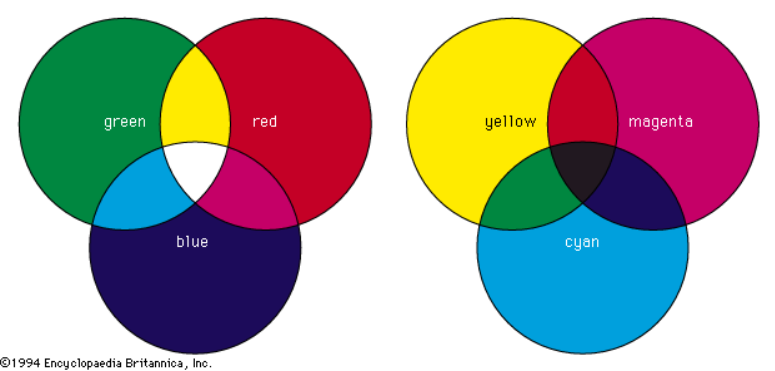 green
red
blue
yellow
magenta
cyan
©1994 Encyclopaedia Britannica, Inc.